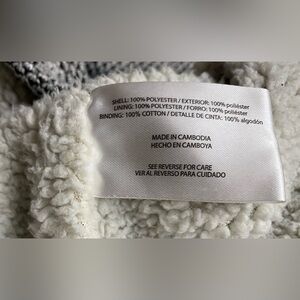 SHELL: 100% POLYESTER / EXTERIOR: 100% poliéster
LINING: 100% POLYESTER / FORRO: 100% poliéster
BINDING: 100% COTTON / DETALLE DE CINTA: 100% algodón
MADE IN CAMBODIA
HECHO EN CAMBOYA
SEE REVERSE FOR CARE
VER AL REVERSO PARA CUIDADO